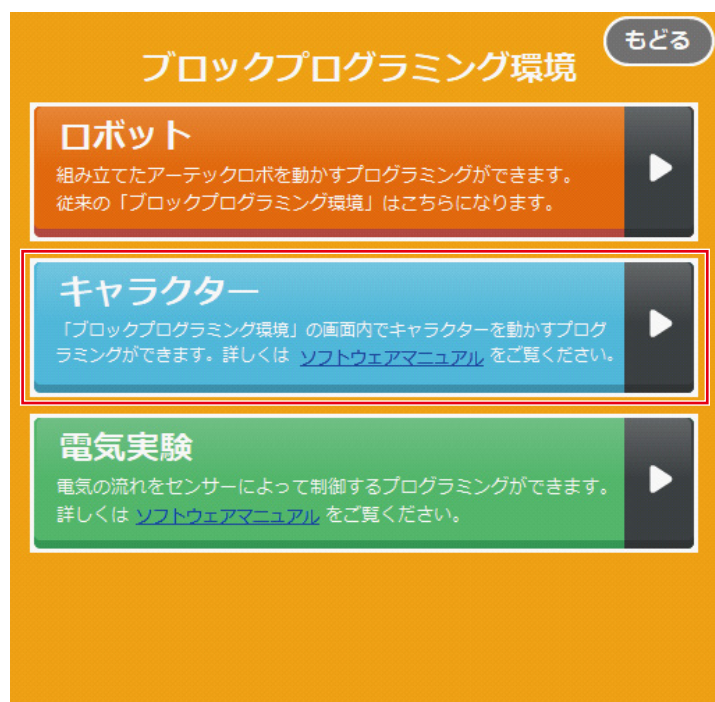 もどる
ブロックプログラミング環境
ロボット
組み立てたアーテックロボを動かすプログラミングができます。
従来の「ブロックプログラミング環境」はこちらになります。
キャラクター
「ブロックプログラミング環境」の画面内でキャラクターを動かすプログ
ラミングができます。詳しくは ソフトウェアマニュアル をご覧ください。
電気実験
電気の流れをセンサーによって制御するプログラミングができます。
詳しくは ソフトウェアマニュアル をご覧ください。